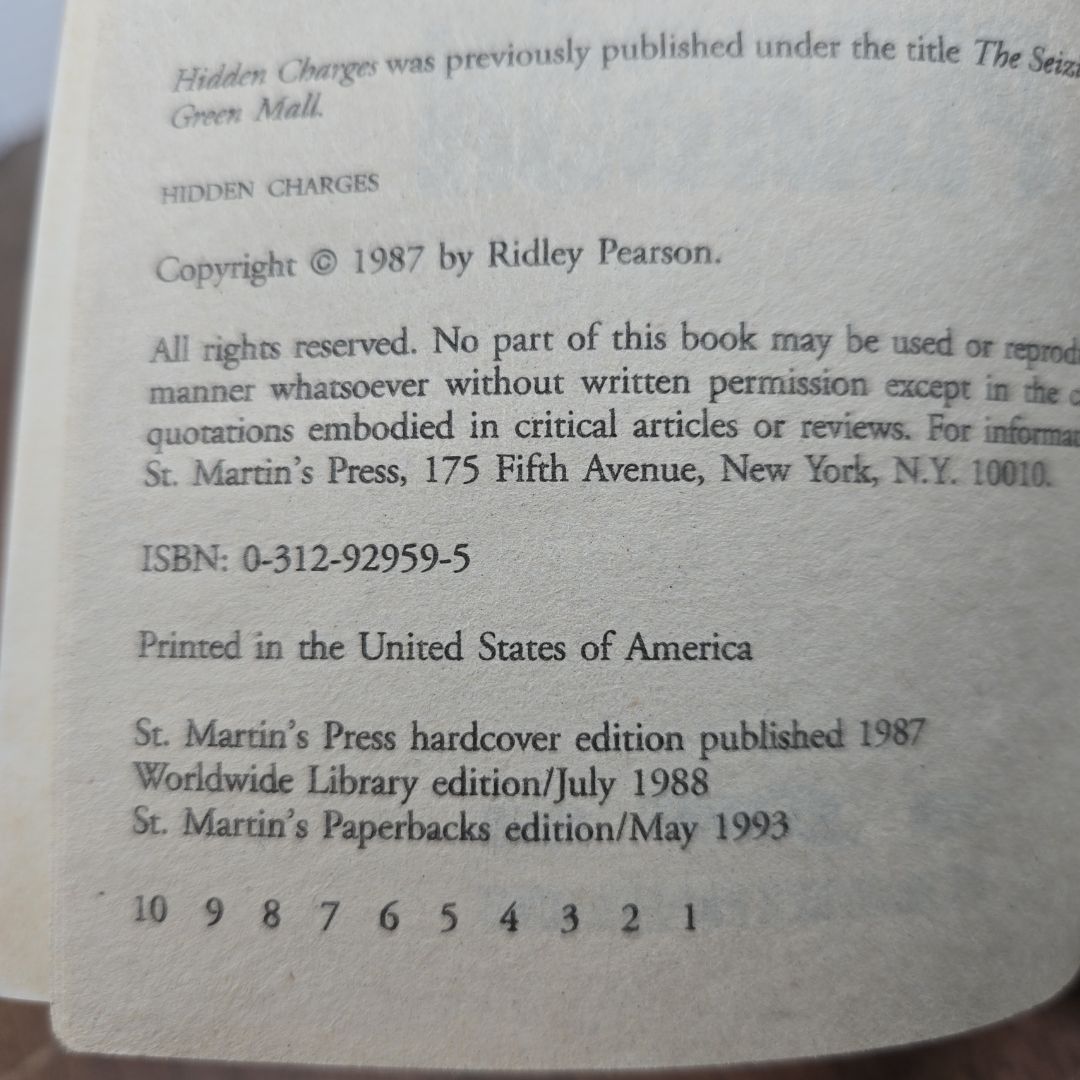 Hidden Charges was previously published under the title The
Green Mall.
HIDDEN CHARGES
Copyright © 1987 by Ridley Pearson.
All rights reserved. No part of this book may be used or
manner whatsoever without written permission except in the
quotations embodied in critical articles or reviews. For
St. Martin's Press, 175 Fifth Avenue, New York, N.Y. 10010.
ISBN: 0-312-92959-5
Printed in the United States of America
St. Martin's Press hardcover edition published 1987
Worldwide Library edition/July 1988
St. Martin's Paperbacks edition/May 1993
10 9 8 7 6 5 4 3 2 1